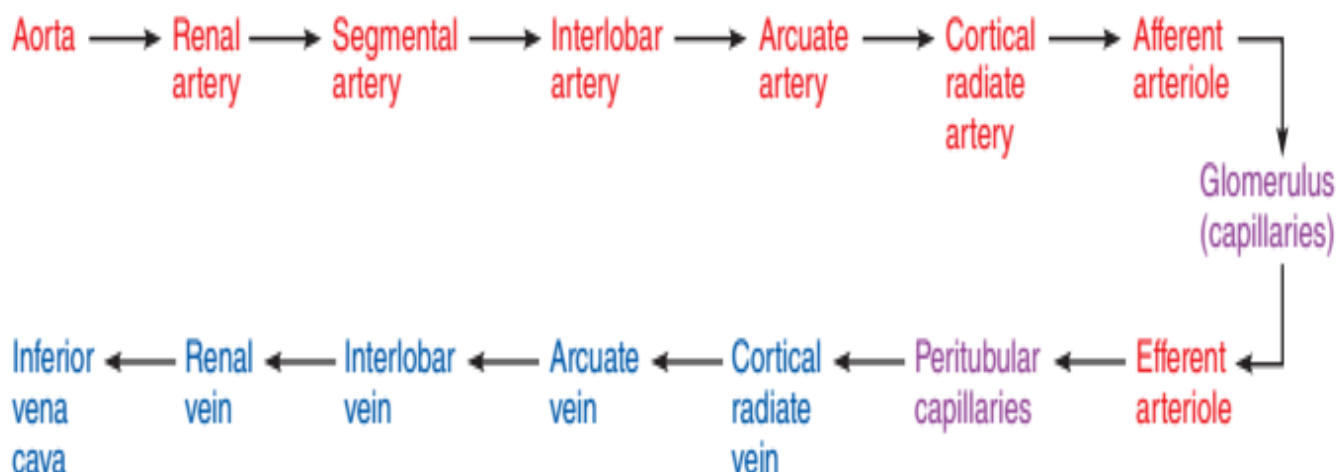 Aorta
Renal
artery
Segmental
artery
Interlobar
artery
Arcuate
artery
Cortical
radiate
artery
Afferent
arteriole
Glomerulus
(capillaries)
Inferior
vena
cava
Renal
vein
Interlobar
vein
Arcuate
vein
Cortical
radiate
vein
Peritubular
capillaries
Efferent
arteriole